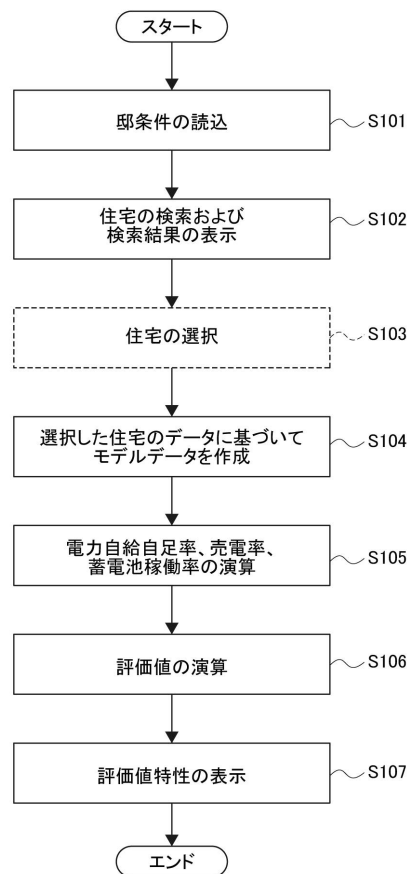 スタート
邸条件の読込
S101
住宅の検索および
検索結果の表示
S102
住宅の選択
S103
選択した住宅のデータに基づいて
モデルデータを作成
S104
電力自給自足率、売電率、
蓄電池稼働率の演算
S105
評価値の演算
S106
評価値特性の表示
S107
エンド